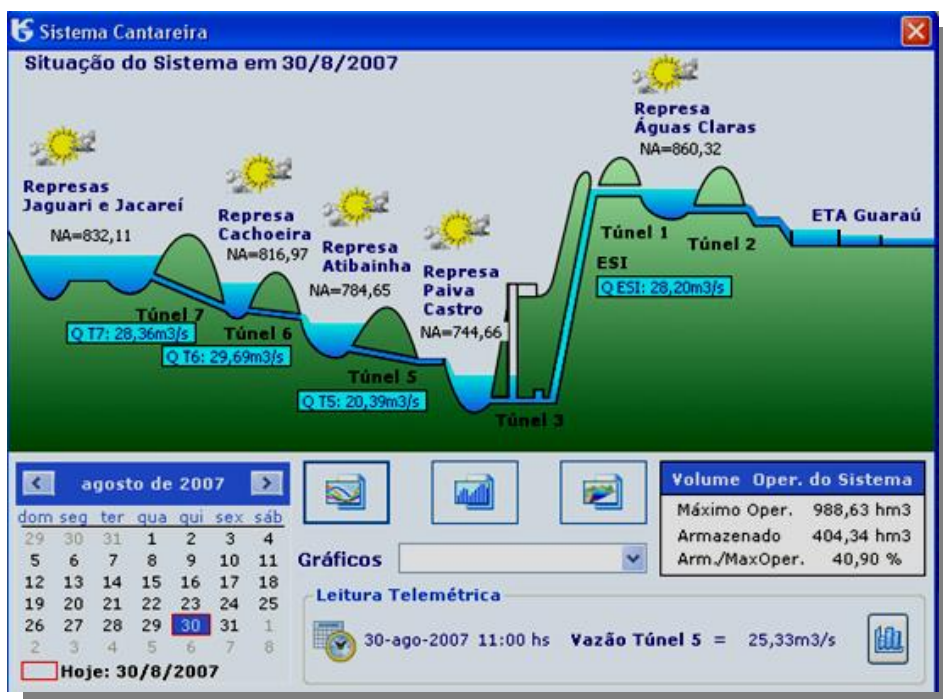 Sistema Cantareira
Situação do Sistema em 30/8/2007
Represa
Águas Claras
NA=860,32
Represas
Jaguari e Jacareí
NA=832,11
Represa
Cachoeira
NA=816,97
Represa
Atibainha
NA=784,65
Represa
Paiva
Castro
NA=744,66
Túnel 1
Túnel 2
ETA Guaraú
ESI
Q ESI: 28,20m3/s
Túnel 7
Q T7: 28,36m3/s
Túnel 6
Q T6: 29,69m3/s
Túnel 5
Q T5: 20,39m3/s
Túnel 3
agosto de 2007
dom seg ter qua qui sex sáb
29 30 31 1 2 3 4
5 6 7 8 9 10 11
12 13 14 15 16 17 18
19 20 21 22 23 24 25
26 27 28 29 30 31 1
2 3 4 5 6 7 8
Hoje: 30/8/2007
Gráficos
Volume Oper. do Sistema
Máximo Oper. 988,63 hm3
Armazenado 404,34 hm3
Arm./MaxOper. 40,90 %
Leitura Telemétrica
30-ago-2007 11:00 hs Vazão Túnel 5 = 25,33m3/s